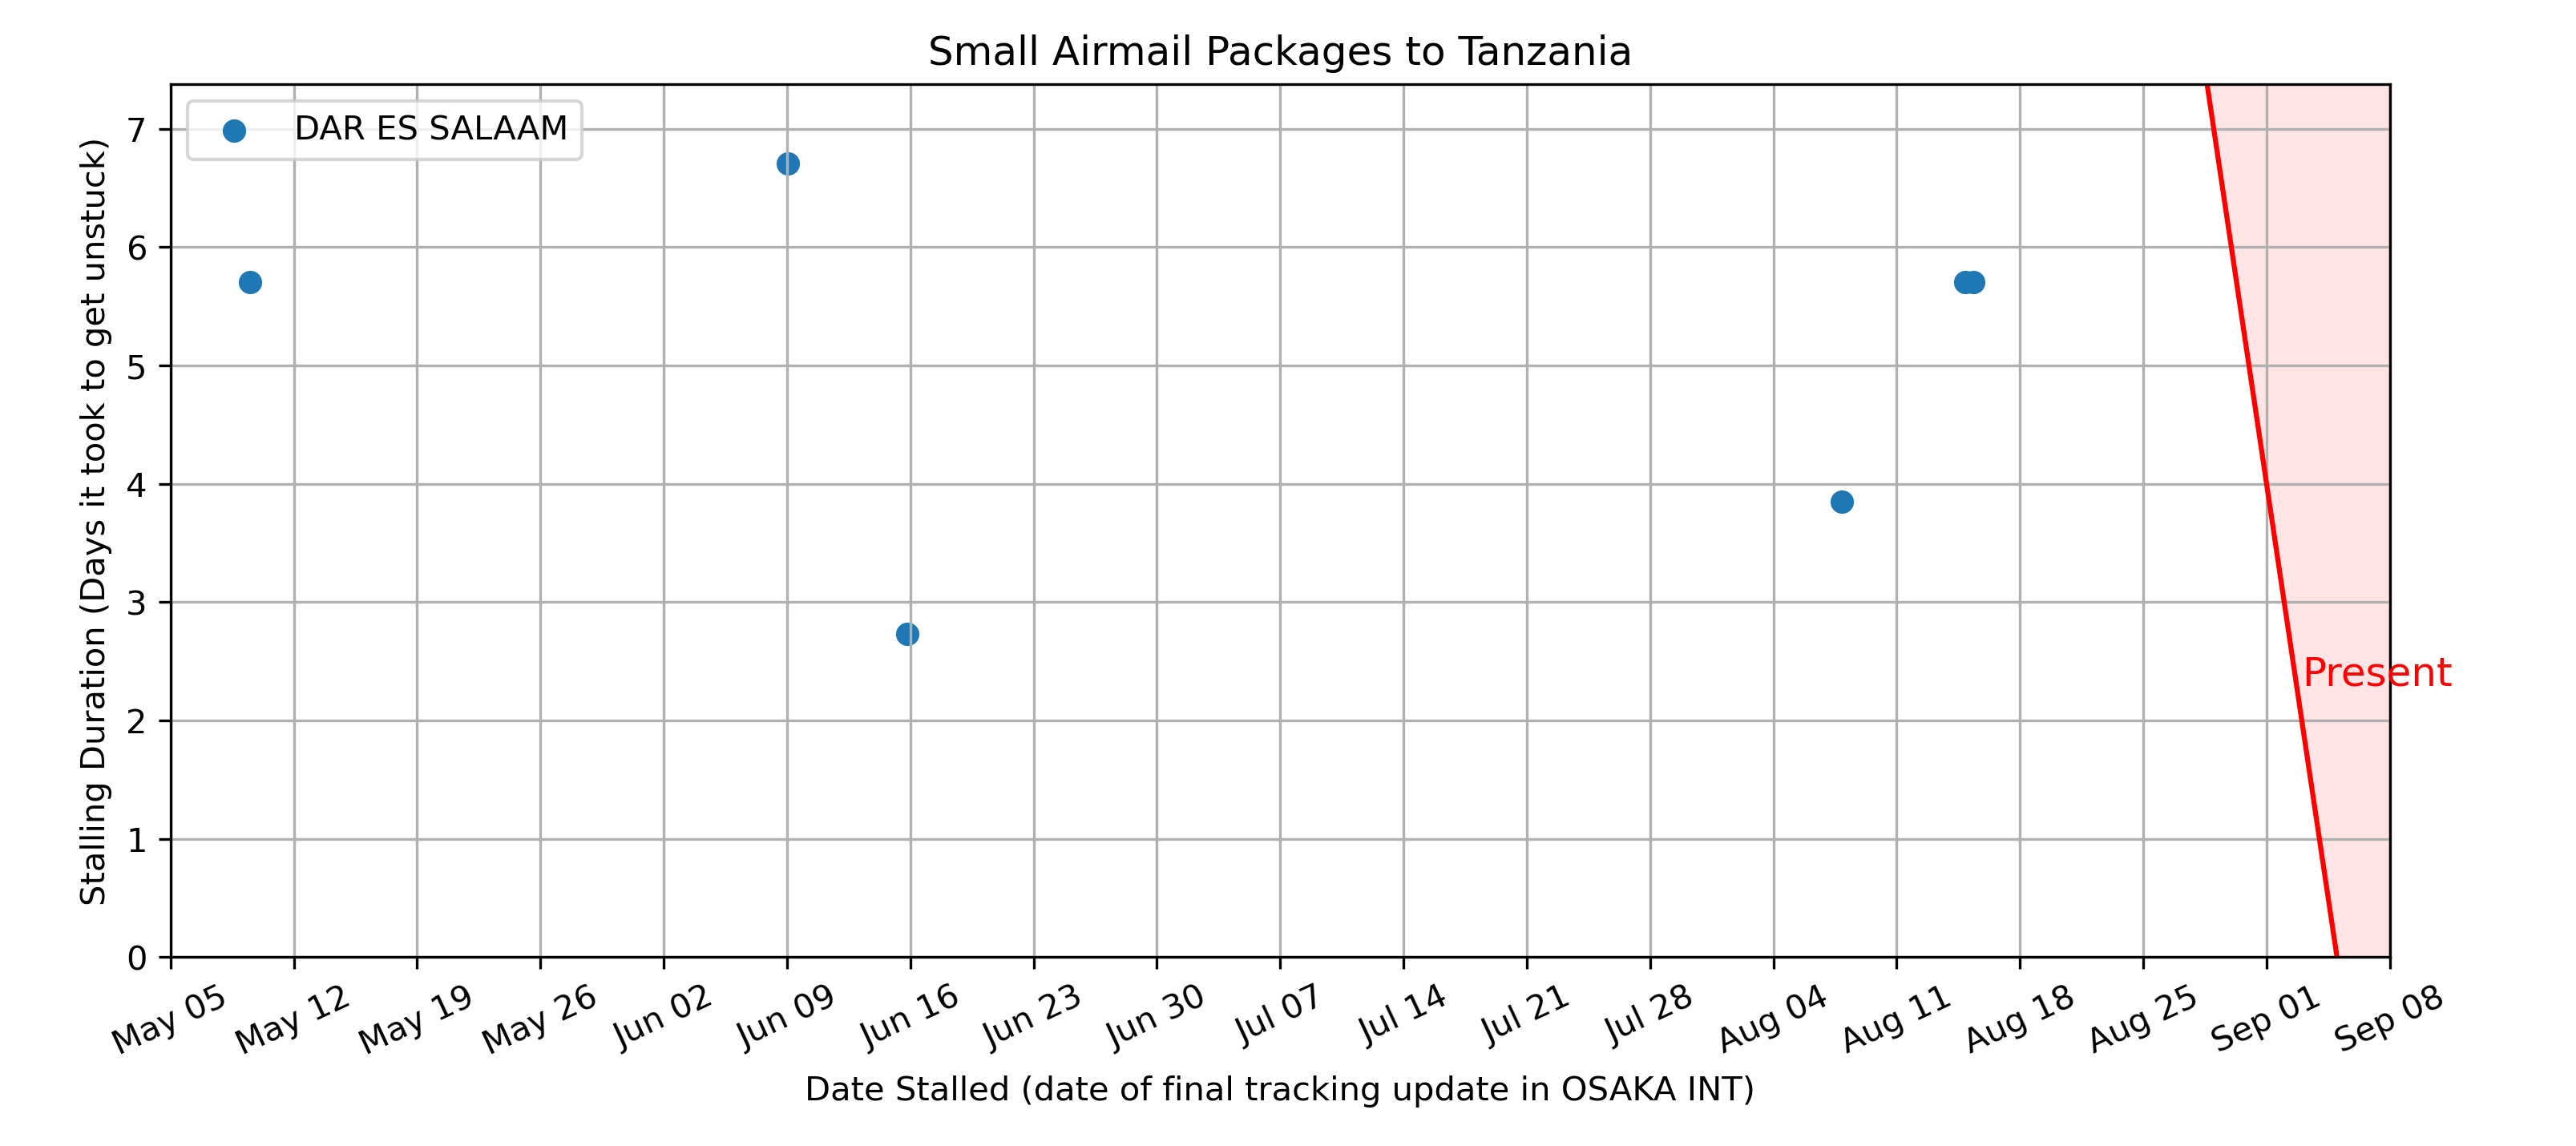 Small Airmail Packages to Tanzania
DAR ES SALAAM
Stalling Duration (Days it took to get unstuck)
7
6
5
4
3
2
1
0
Present
May 05 May 12 May 19 May 26 Jun 02 Jun 09 Jun 16 Jun 23 Jun 30 Jul 07 Jul 14 Jul 21 Jul 28 Aug 04 Aug 11 Aug 18 Aug 25 Sep 01 Sep 08
Date Stalled (date of final tracking update in OSAKA INT)